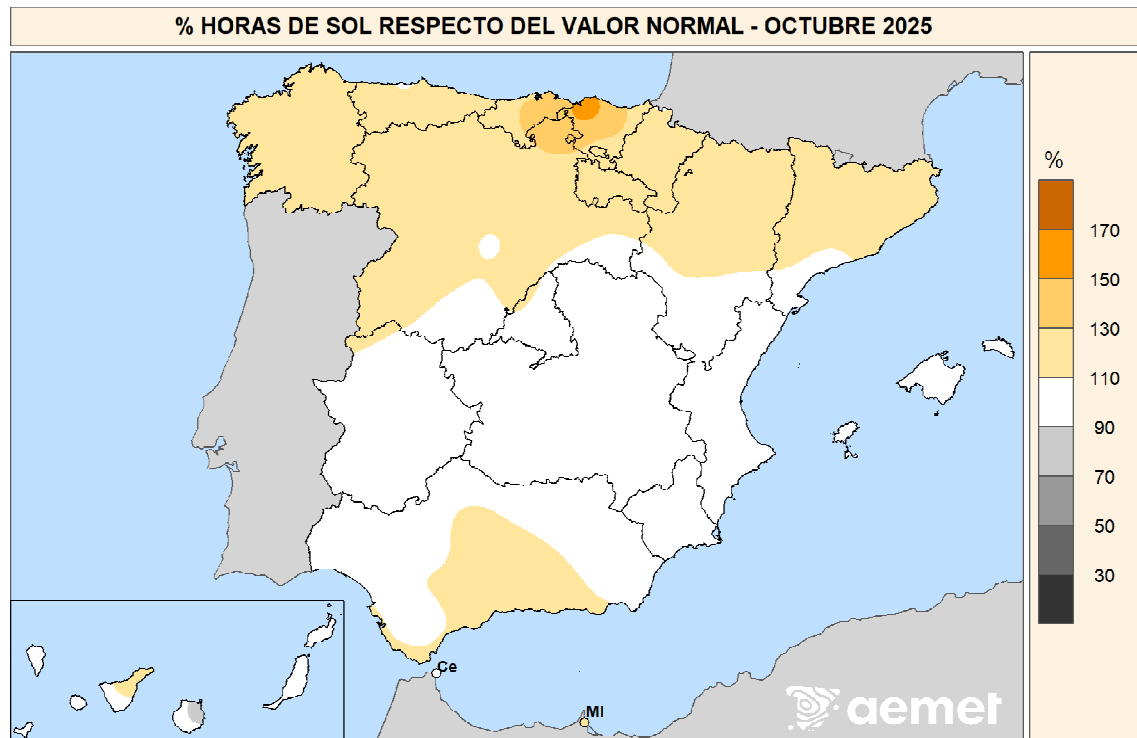 % HORAS DE SOL RESPECTO DEL VALOR NORMAL - OCTUBRE 2025
%
170
150
130
110
90
70
50
30
Ce
Ml
aemet